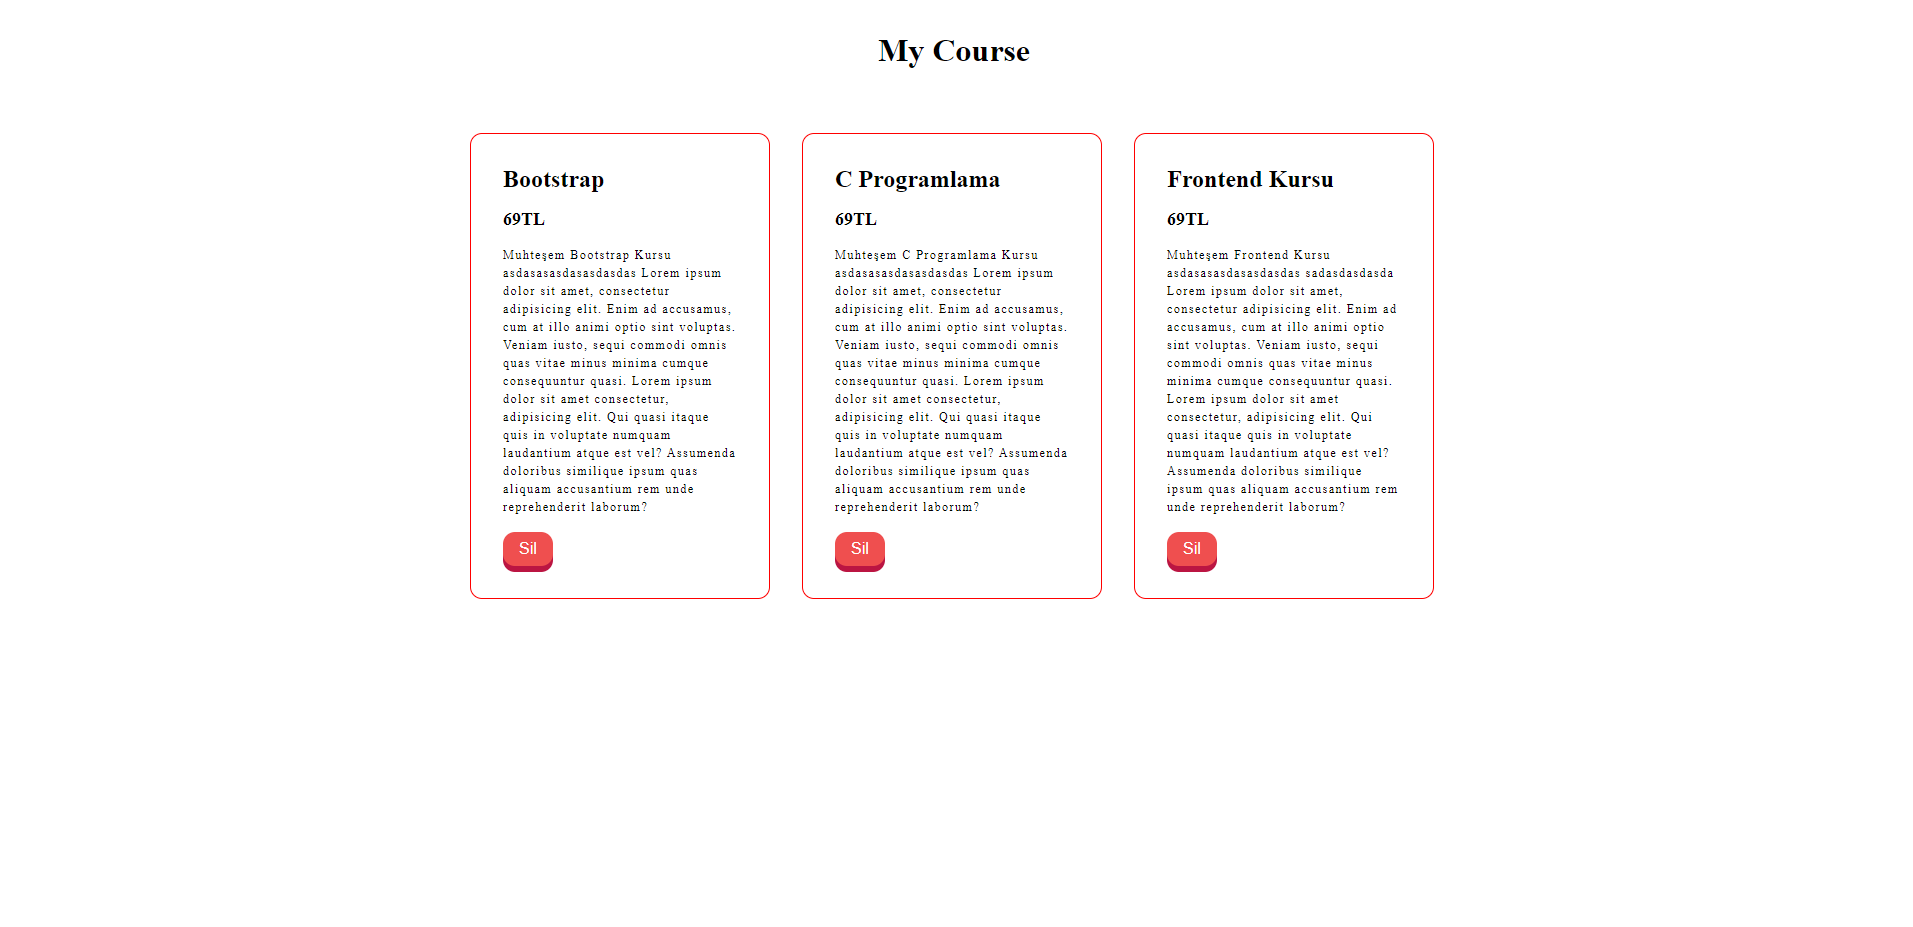 My Course
Bootstrap
69TL
Muhteşem Bootstrap Kursu
asdasasasdasasdasdas Lorem ipsum
dolor sit amet, consectetur
adipisicing elit. Enim ad accusamus,
cum at illo animi optio sint voluptas.
Veniam iusto, sequi commodi omnis
quas vitae minus minima cumque
consequuntur quasi. Lorem ipsum
dolor sit amet consectetur,
adipisicing elit. Qui quasi itaque
quis in voluptate numquam
laudantium atque est vel? Assumenda
doloribus similique ipsum quas
aliquam accusantium rem unde
reprehenderit laborum?
Sil
C Programlama
69TL
Muhteşem C Programlama Kursu
asdasasasdasasdasdas Lorem ipsum
dolor sit amet, consectetur
adipisicing elit. Enim ad accusamus,
cum at illo animi optio sint voluptas.
Veniam iusto, sequi commodi omnis
quas vitae minus minima cumque
consequuntur quasi. Lorem ipsum
dolor sit amet consectetur,
adipisicing elit. Qui quasi itaque
quis in voluptate numquam
laudantium atque est vel? Assumenda
doloribus similique ipsum quas
aliquam accusantium rem unde
reprehenderit laborum?
Sil
Frontend Kursu
69TL
Muhteşem Frontend Kursu
asdasasasdasasdasdas sadasdasdasda
Lorem ipsum dolor sit amet,
consectetur adipisicing elit. Enim ad
accusamus, cum at illo animi optio
sint voluptas. Veniam iusto, sequi
commodi omnis quas vitae minus
minima cumque consequuntur quasi.
Lorem ipsum dolor sit amet
consectetur, adipisicing elit. Qui
quasi itaque quis in voluptate
numquam laudantium atque est vel?
Assumenda doloribus similique
ipsum quas aliquam accusantium rem
unde reprehenderit laborum?
Sil